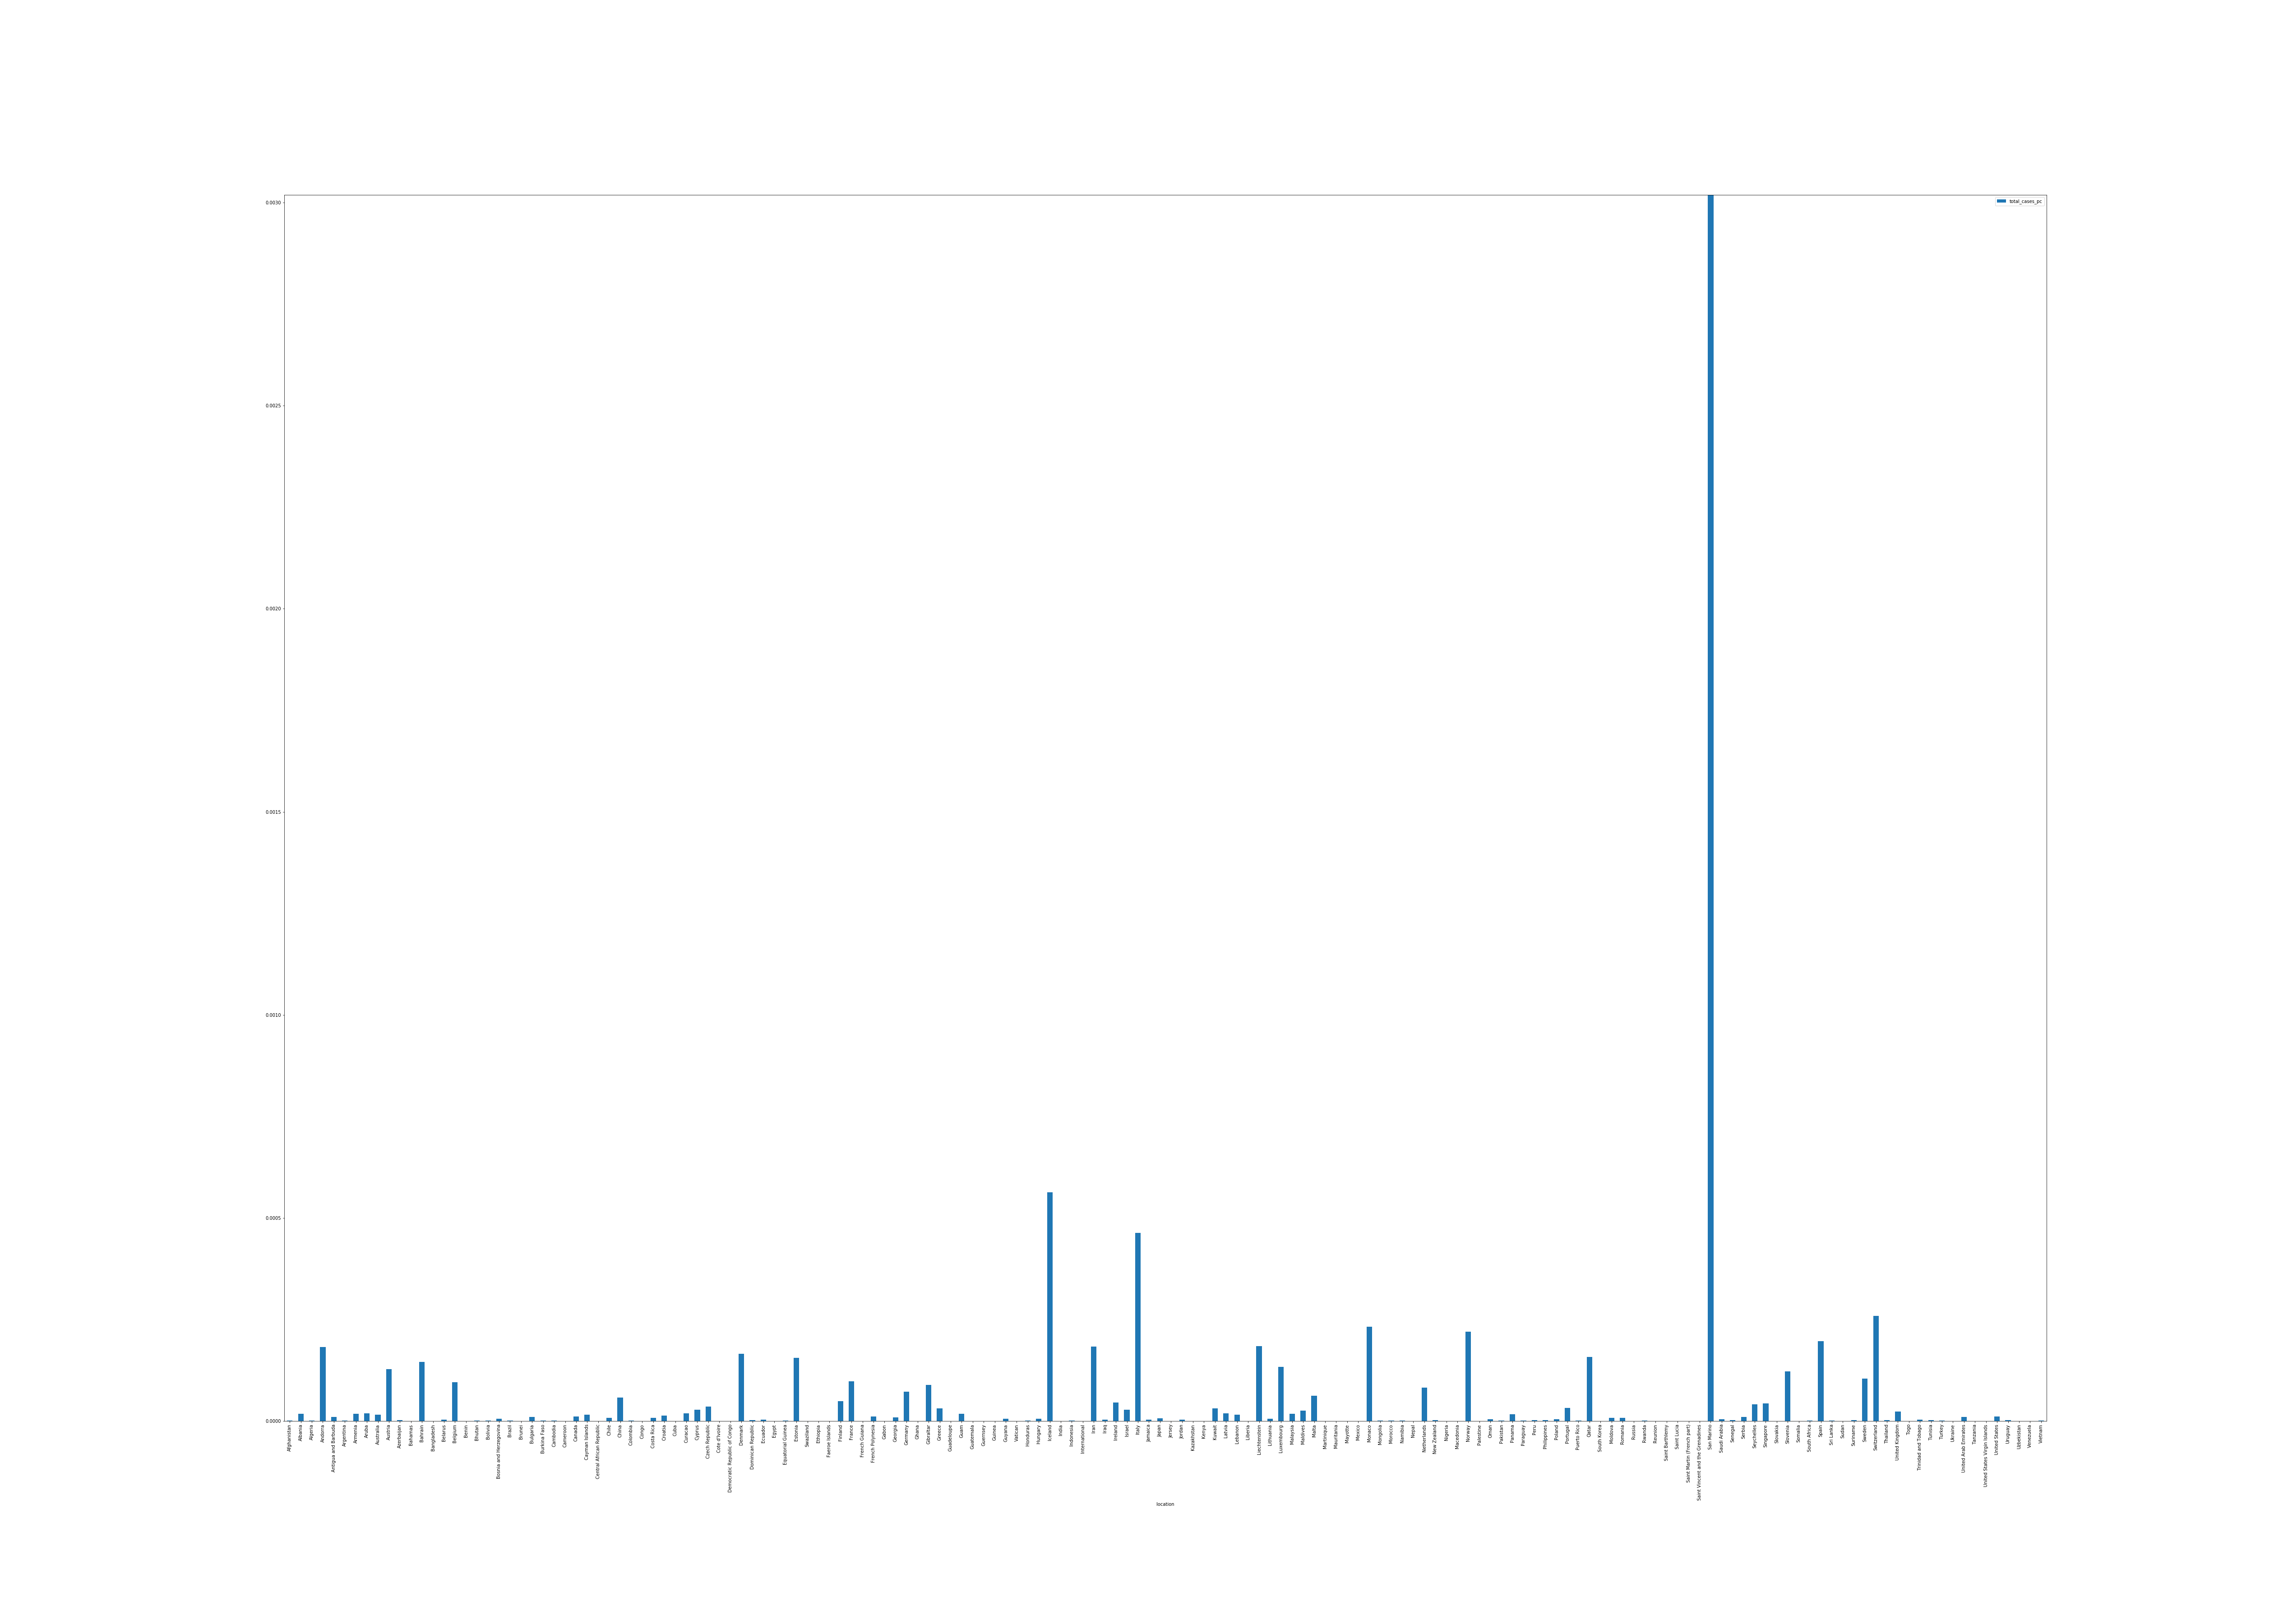 total_cases_pc
0.0030
0.0025
0.0020
0.0015
0.0010
0.0005
0.0000
Afghanistan
Albania
Algeria
Andorra
Antigua and Barbuda
Argentina
Armenia
Aruba
Australia
Austria
Azerbaijan
Bahamas
Bahrain
Bangladesh
Belarus
Belgium
Benin
Bhutan
Bolivia
Bosnia and Herzegovina
Brazil
Brunei
Bulgaria
Burkina Faso
Cambodia
Cameroon
Canada
Cayman Islands
Central African Republic
Chile
China
Colombia
Congo
Costa Rica
Croatia
Cuba
Curacao
Cyprus
Czech Republic
Cote d'Ivoire
Democratic Republic of Congo
Denmark
Dominican Republic
Ecuador
Egypt
Equatorial Guinea
Estonia
Swaziland
Ethiopia
Faeroe Islands
Finland
France
French Guiana
French Polynesia
Gabon
Georgia
Germany
Ghana
Gibraltar
Greece
Guadeloupe
Guam
Guatemala
Guernsey
Guinea
Guyana
Vatican
Honduras
Hungary
Iceland
India
Indonesia
International
Iran
Iraq
Ireland
Israel
Italy
Jamaica
Japan
Jersey
Jordan
Kazakhstan
Kenya
Kuwait
Latvia
Lebanon
Liberia
Liechtenstein
Lithuania
Luxembourg
Malaysia
Maldives
Malta
Martinique
Mauritania
Mayotte
Mexico
Monaco
Mongolia
Morocco
Namibia
Nepal
Netherlands
New Zealand
Nigeria
Macedonia
Norway
Palestine
Oman
Pakistan
Panama
Paraguay
Peru
Philippines
Poland
Portugal
Puerto Rico
Qatar
South Korea
Moldova
Romania
Russia
Rwanda
Reunion
Saint Barthlemy
Saint Lucia
Saint Martin (French part)
Saint Vincent and the Grenadines
San Marino
Saudi Arabia
Senegal
Serbia
Seychelles
Singapore
Slovakia
Slovenia
Somalia
South Africa
Spain
Sri Lanka
Sudan
Suriname
Sweden
Switzerland
Thailand
United Kingdom
Togo
Trinidad and Tobago
Tunisia
Turkey
Ukraine
United Arab Emirates
Tanzania
United States Virgin Islands
United States
Uruguay
Uzbekistan
Venezuela
Vietnam
location